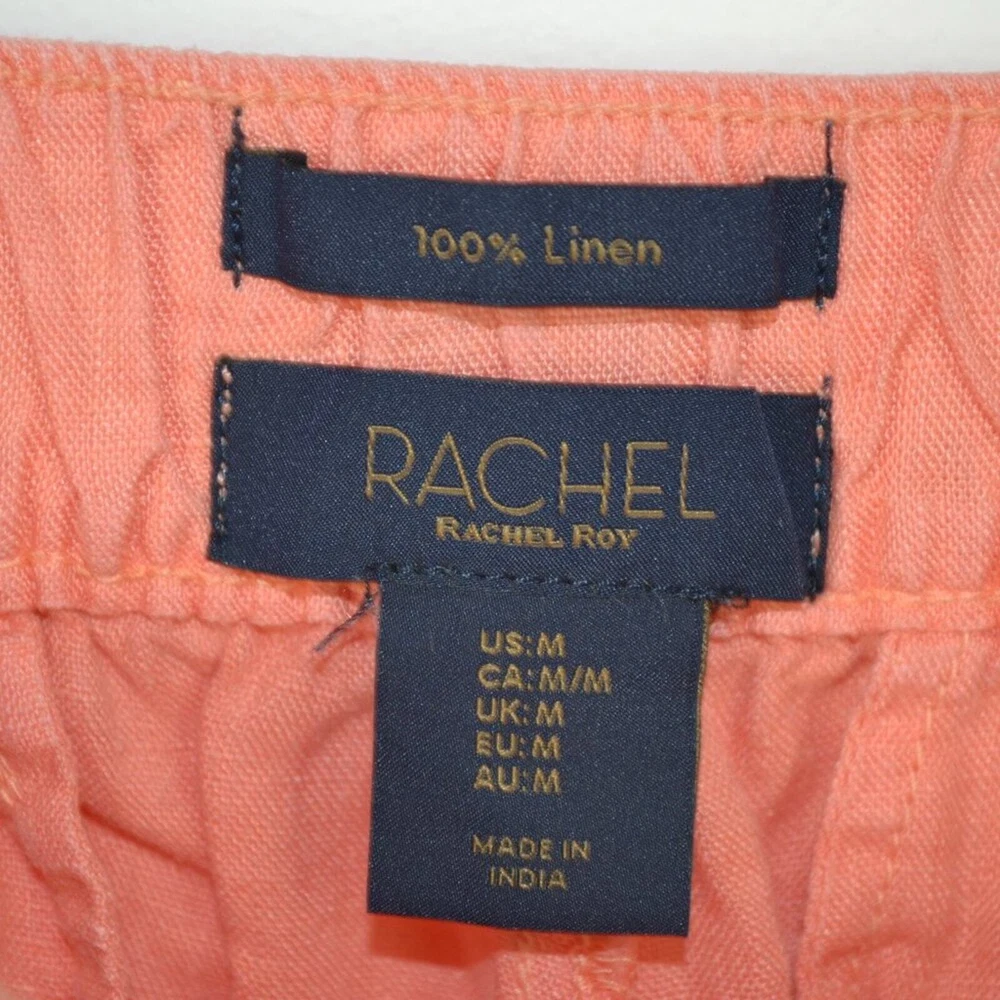 100% Linen
RACHEL
RACHEL ROY
US: M
CA: M/M
UK: M
EU: M
AU: M
MADE IN
INDIA